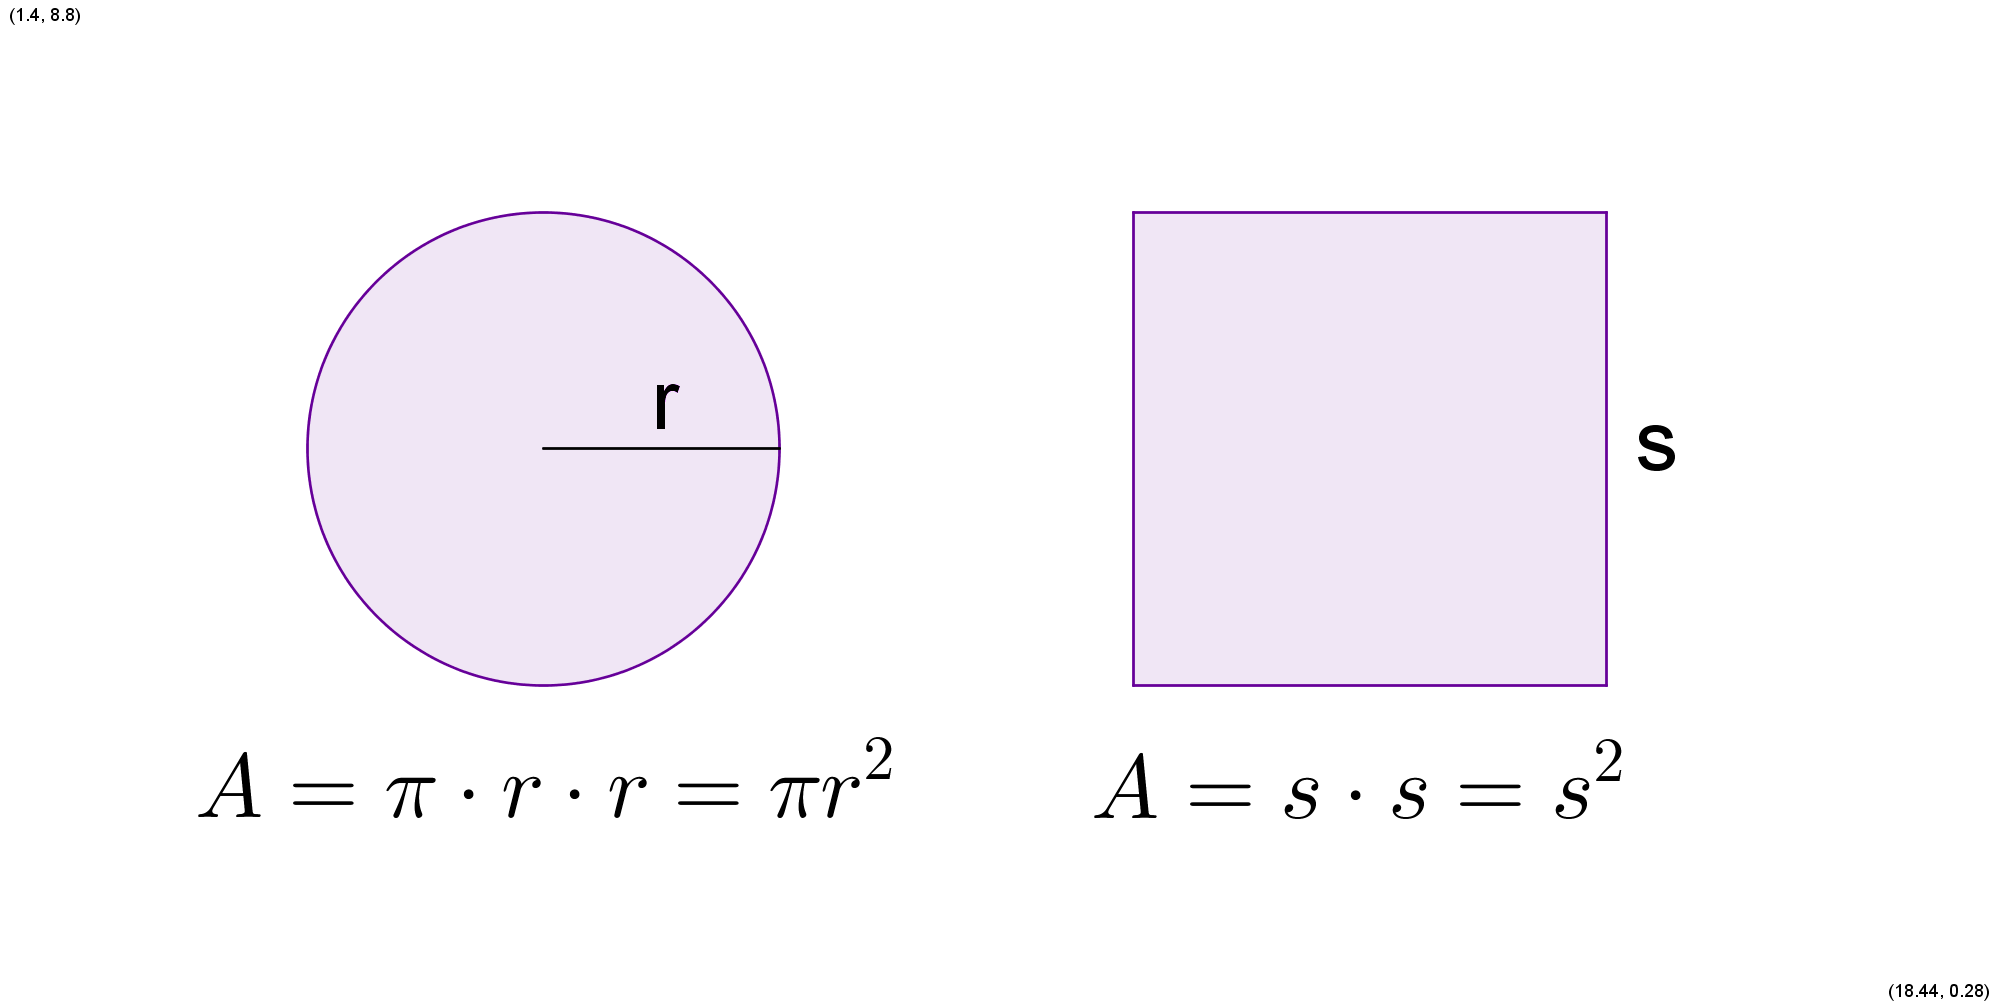 (1.4, 8.8)
r
s
A = π · r · r = πr²
A = s · s = s²
(18.44, 0.28)